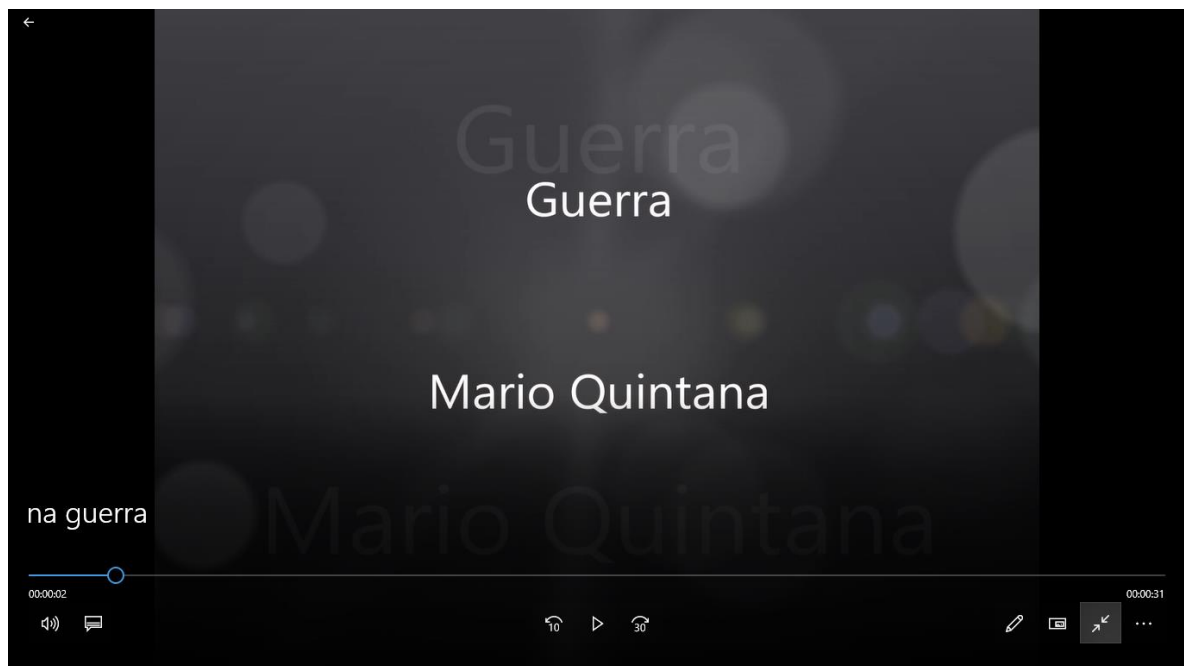 Guerra
Guerra
Mario Quintana
Mario Quintana
na guerra
00:00:02
00:00:31
10
30